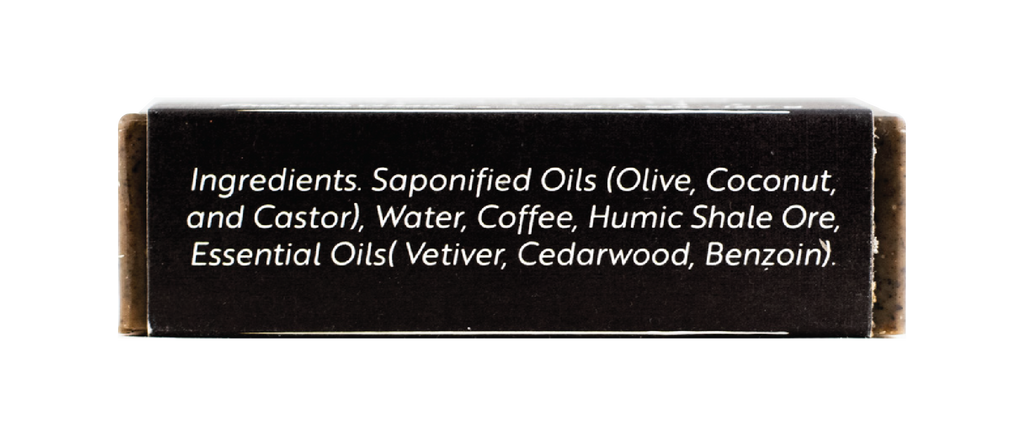 Ingredients. Saponified Oils (Olive, Coconut,
and Castor), Water, Coffee, Humic Shale Ore,
Essential Oils( Vetiver, Cedarwood, Benzoin).